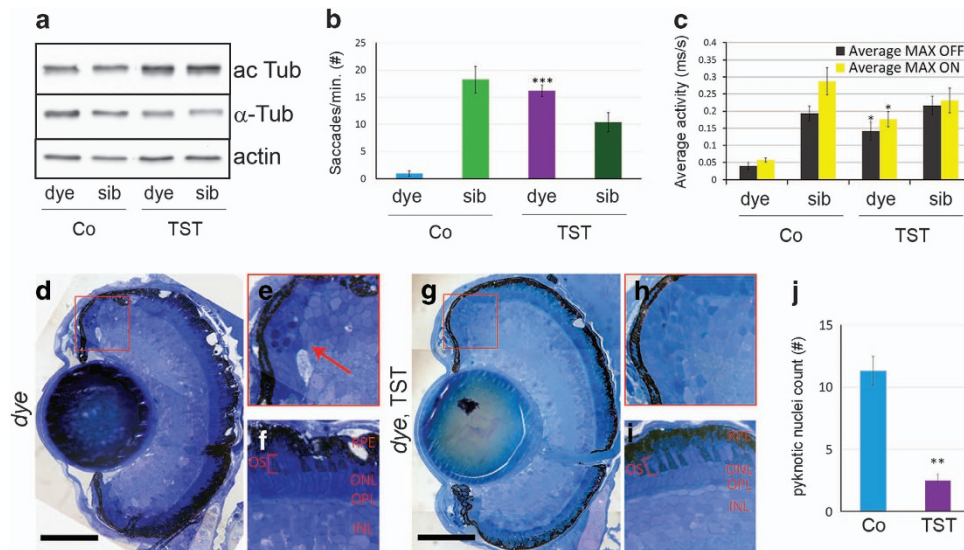 a
ac Tub
α-Tub
actin
dye sib dye sib
Co TST
b
Saccades/min. (#)
25
20
15
10
5
0
***
dye sib dye sib
Co TST
c
Average activity (ms/s)
0.4
0.35
0.3
0.25
0.2
0.15
0.1
0.05
0
Average MAX OFF
Average MAX ON
* *
dye sib dye sib
Co TST
d
dye
e
f
RPE
OS
ONL
OPL
INL
g
dye, TST
h
i
RPE
OS
ONL
OPL
INL
j
pyknotic nuclei count (#)
15
10
5
0
**
Co TST